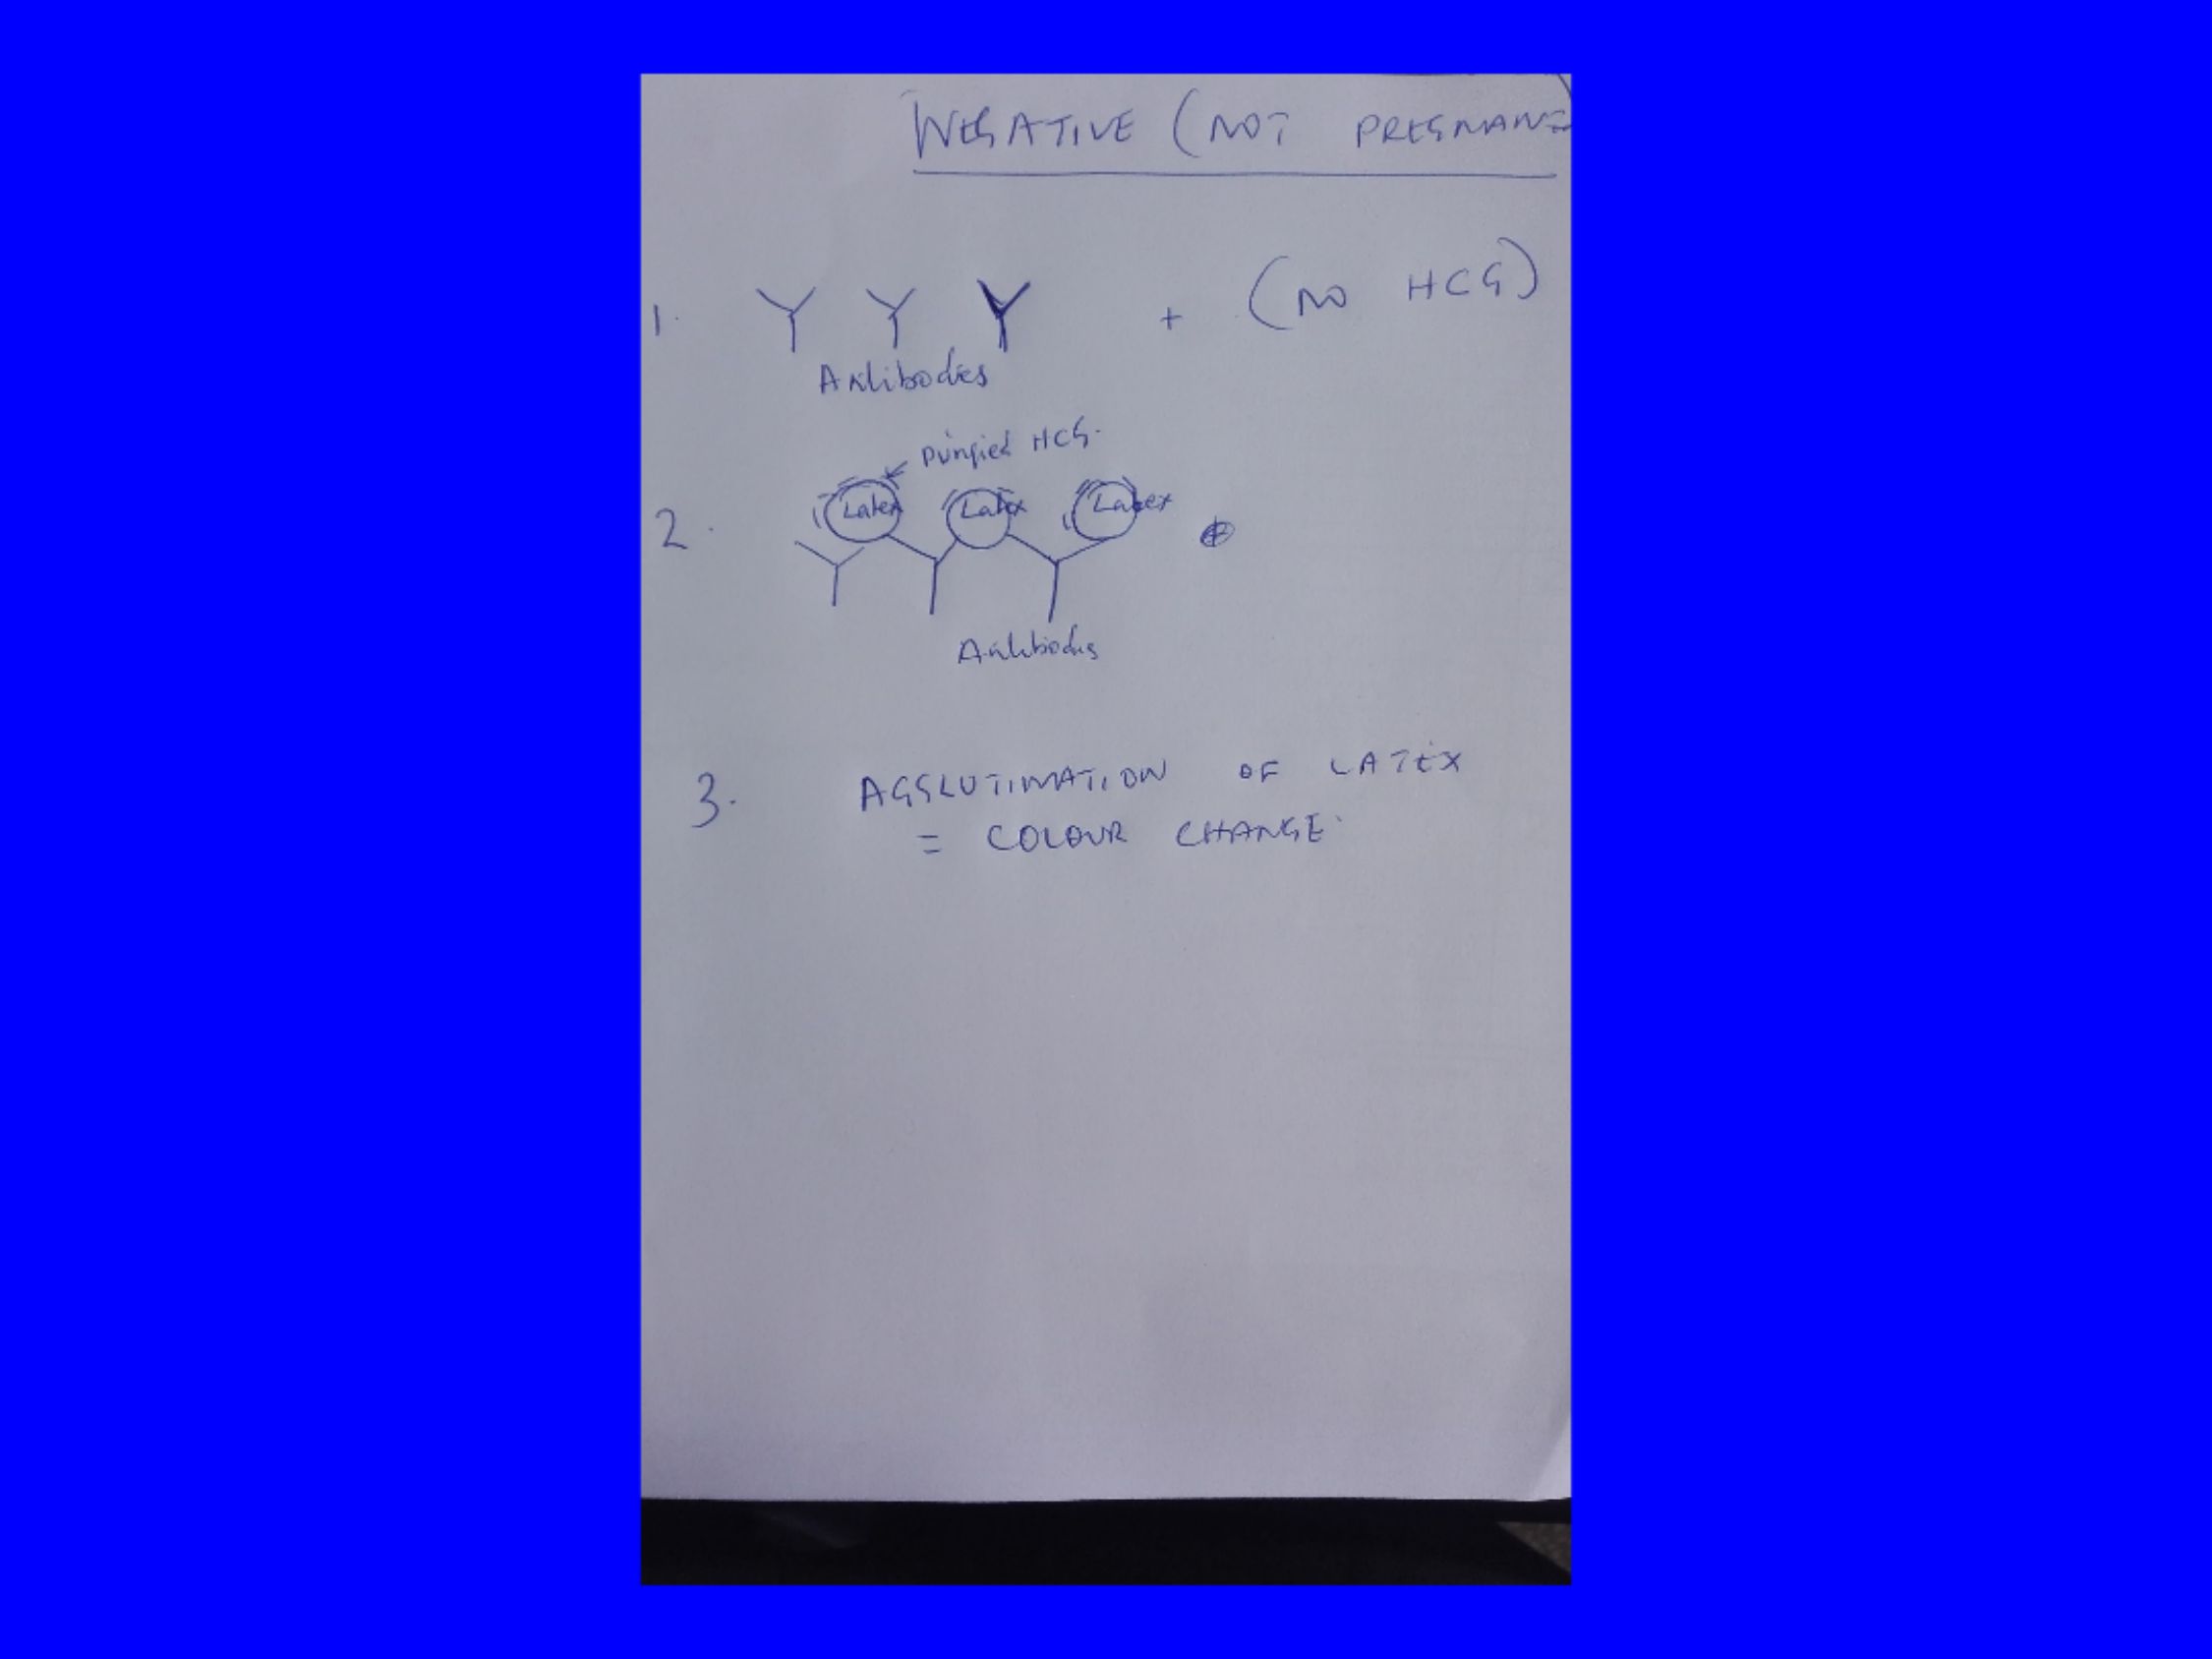 NEGATIVE (NOT PREGNANT
1. + (NO HCG)
Antibodies
Purified HCG.
2. Latex Latex Latex
Antibodies
3. AGGLUTINATION OF LATEX
= COLOUR CHANGE